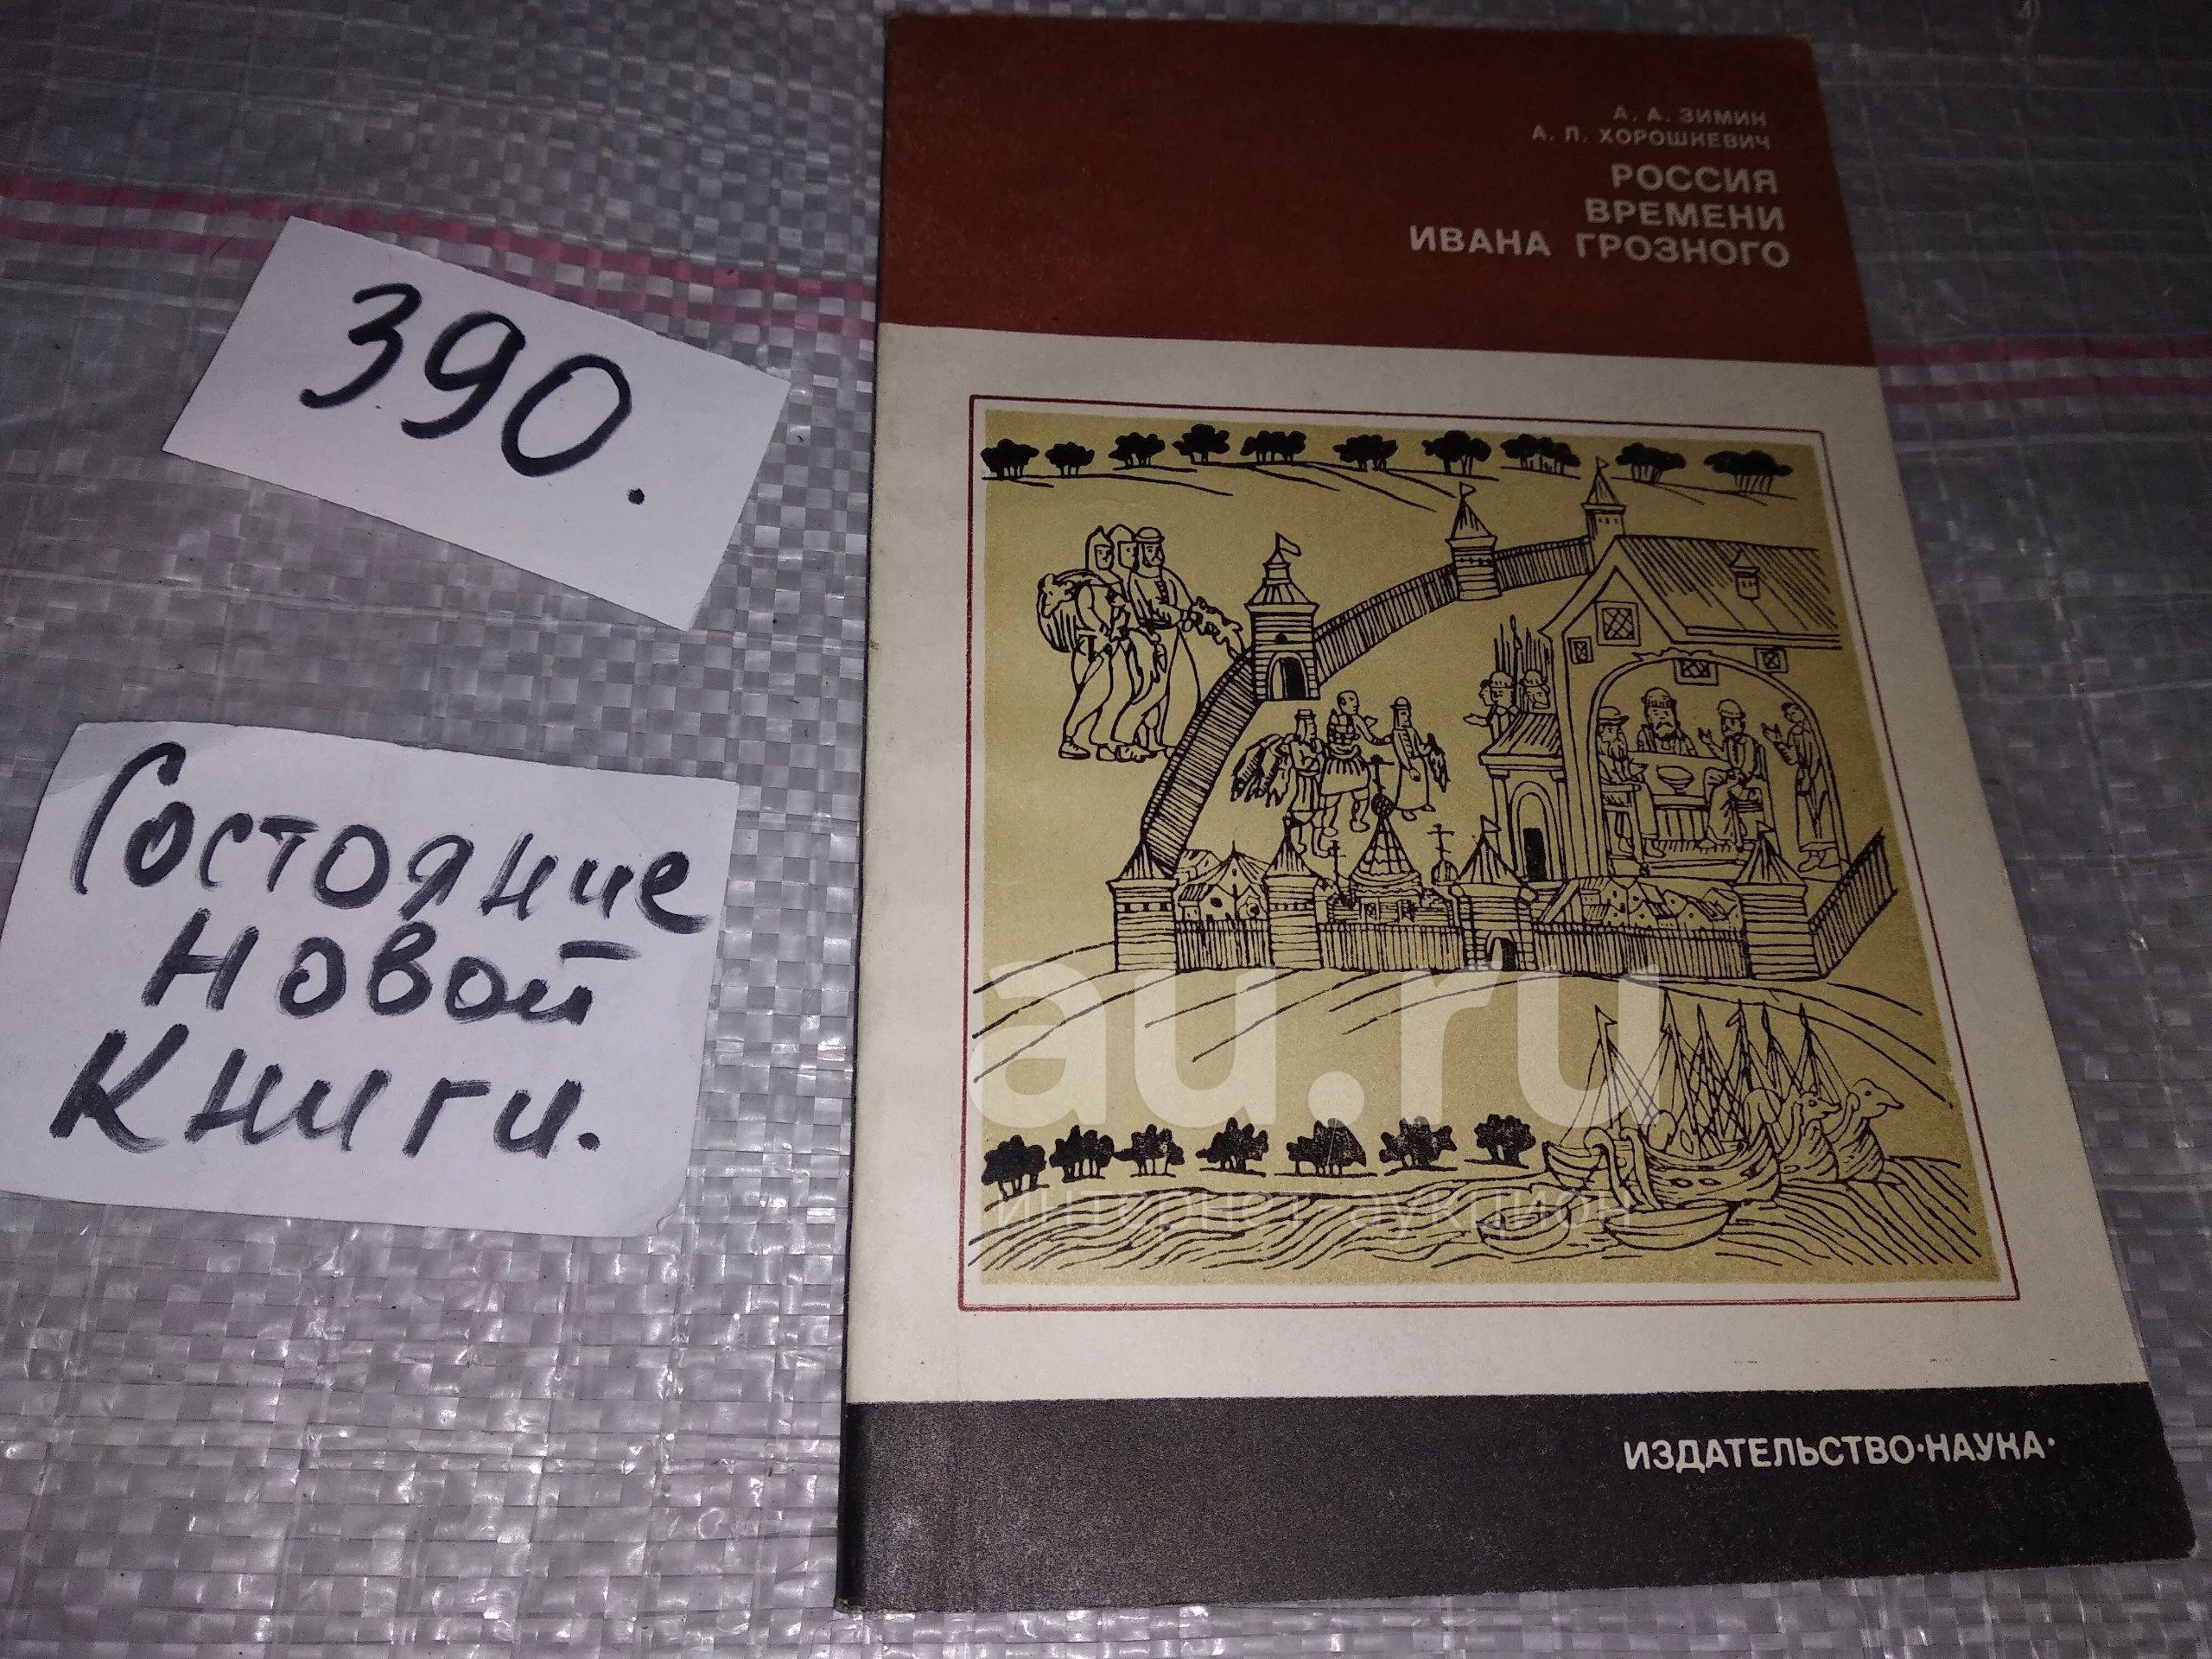 390.
Состояние
новой
книги.
А. А. ЗИМИН
А. Л. ХОРОШКЕВИЧ
РОССИЯ
ВРЕМЕНИ
ИВАНА ГРОЗНОГО
au.ru
интернет-аукцион
ИЗДАТЕЛЬСТВО·НАУКА·